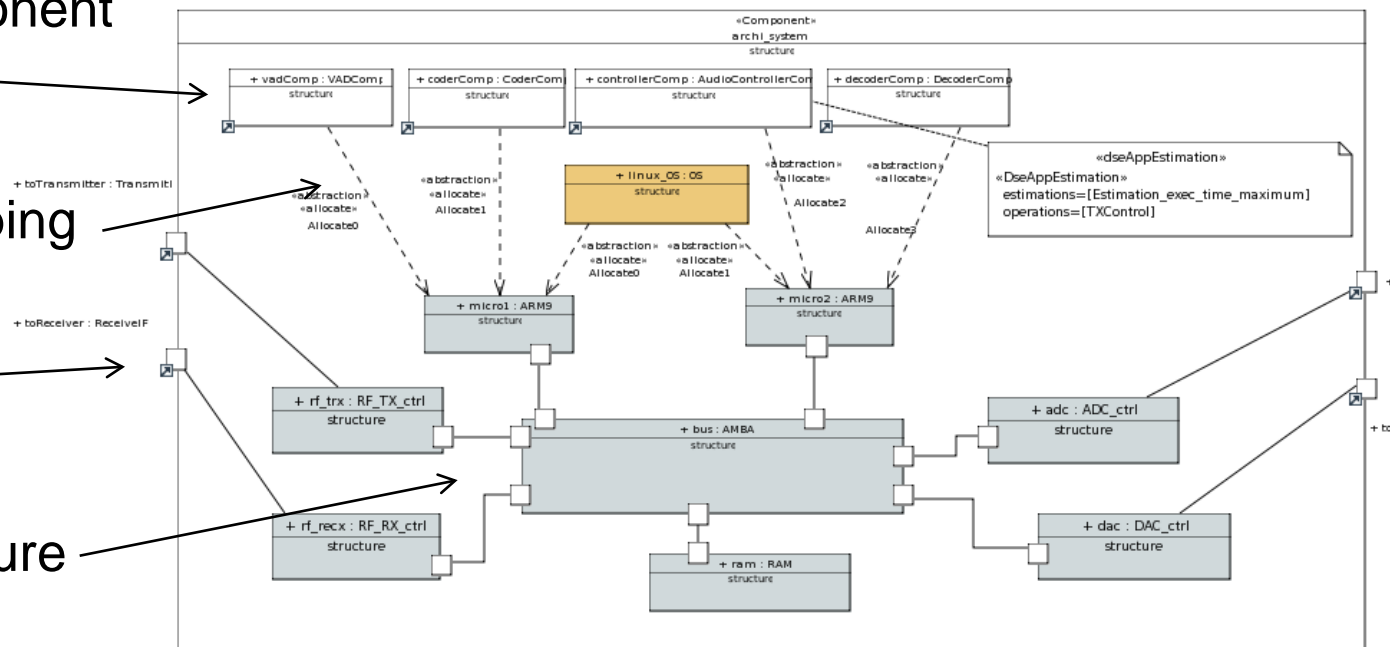 onent
«Component»
archi_system
structure
+ vadComp : VADComp
structure
+ coderComp : CoderComp
structure
+ controllerComp : AudioControllerCom
structure
+ decoderComp : DecoderComp
structure
«dseAppEstimation»
«DseAppEstimation»
estimations=[Estimation_exec_time_maximum]
operations=[TXControl]
+ linux_OS : OS
structure
+ toTransmitter : Transmiti
ping
«abstraction»
«allocate»
Allocate0
«abstraction»
«allocate»
Allocate1
«abstraction»
«allocate»
Allocate2
«abstraction»
«allocate»
Allocate3
«abstraction»
«allocate»
Allocate0
«abstraction»
«allocate»
Allocate1
+ micro1 : ARM9
structure
+ micro2 : ARM9
structure
+ toReceiver : ReceiveIF
+
+ rf_trx : RF_TX_ctrl
structure
+ bus : AMBA
structure
+ adc : ADC_ctrl
structure
+ to
+ rf_recx : RF_RX_ctrl
structure
+ dac : DAC_ctrl
structure
ure
+ ram : RAM
structure